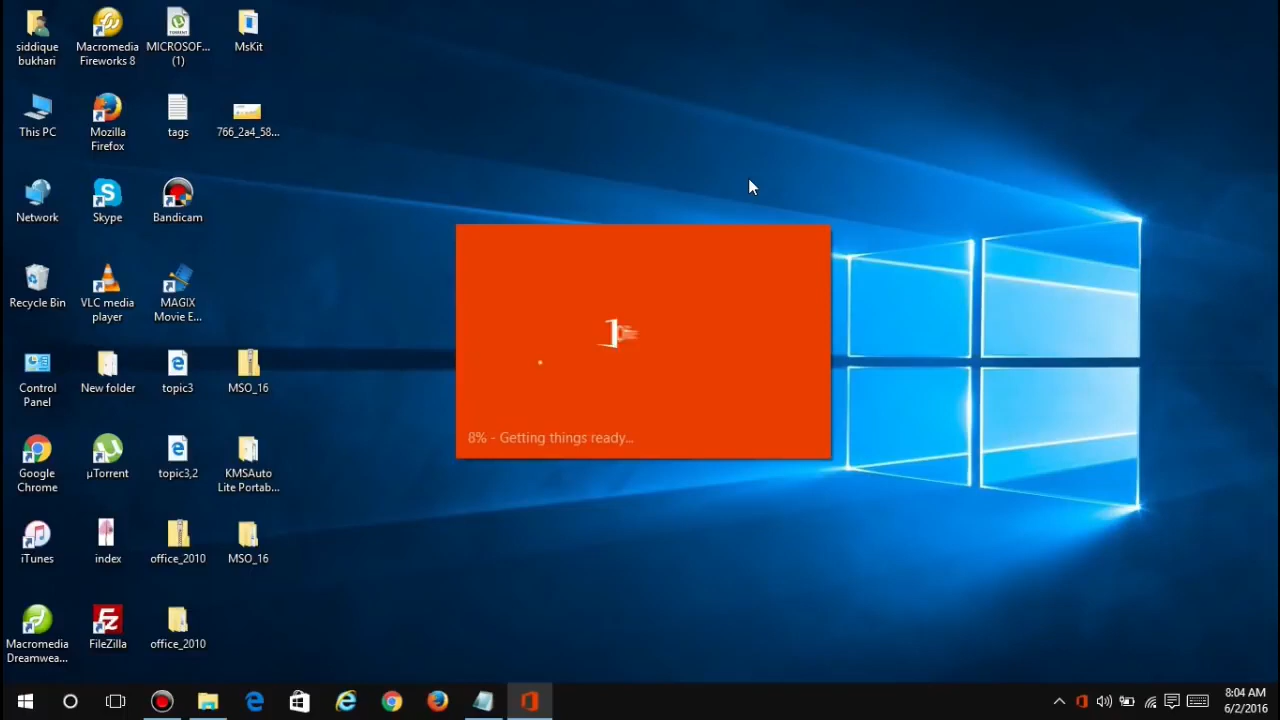 siddique
bukhari
Macromedia
Fireworks 8
MICROSOF...
(1)
MsKit
This PC
Mozilla
Firefox
tags
766_2a4_58...
Network
Skype
Bandicam
Recycle Bin
VLC media
player
MAGIX
Movie E...
Control
Panel
New folder
topic3
MSO_16
Google
Chrome
µTorrent
topic3,2
KMSAuto
Lite Portab...
iTunes
index
office_2010
MSO_16
Macromedia
Dreamwea...
FileZilla
office_2010
8% - Getting things ready...
8:04 AM
6/2/2016